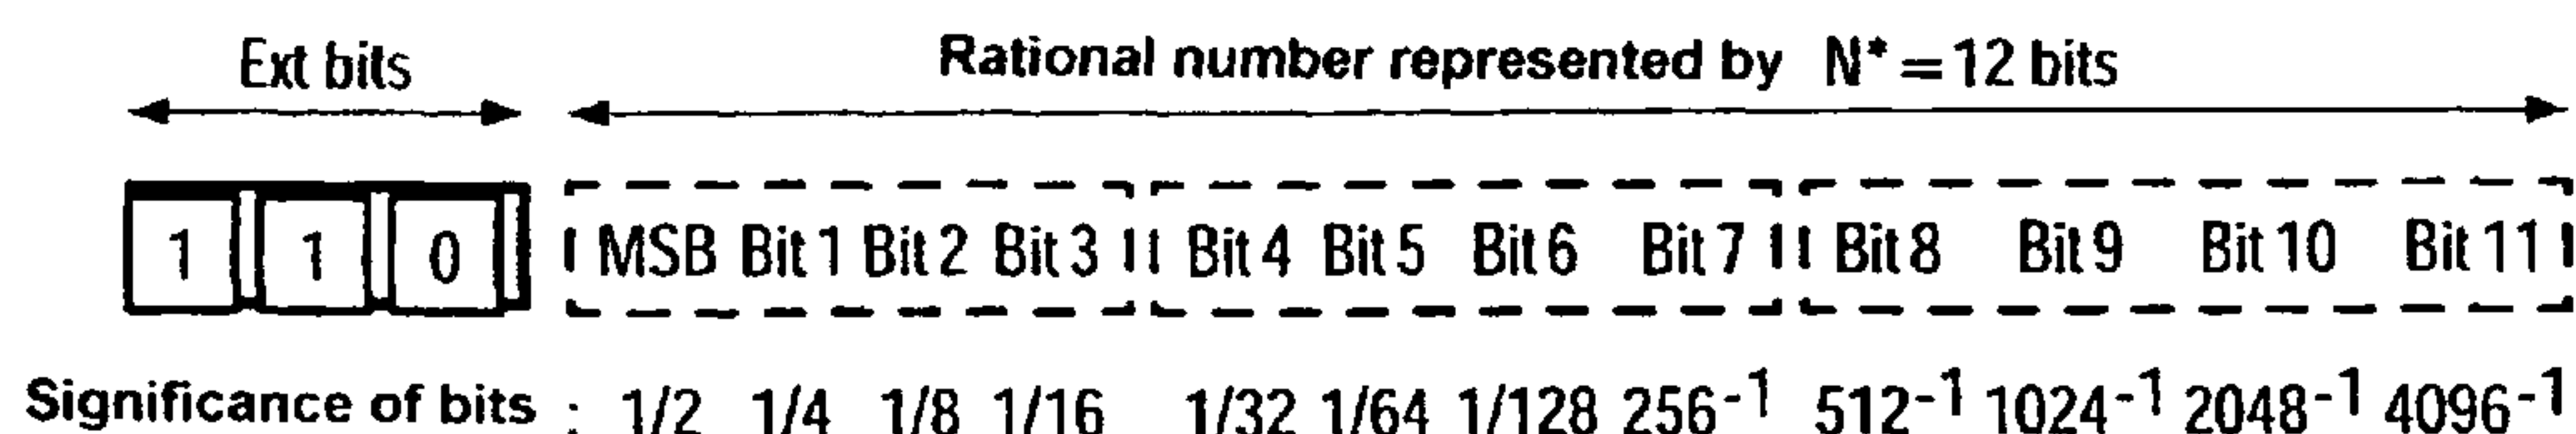 Ext bits Rational number represented by N* = 12 bits
1 1 0 MSB Bit 1 Bit 2 Bit 3 Bit 4 Bit 5 Bit 6 Bit 7 Bit 8 Bit 9 Bit 10 Bit 11
Significance of bits : 1/2 1/4 1/8 1/16 1/32 1/64 1/128 256⁻¹ 512⁻¹ 1024⁻¹ 2048⁻¹ 4096⁻¹